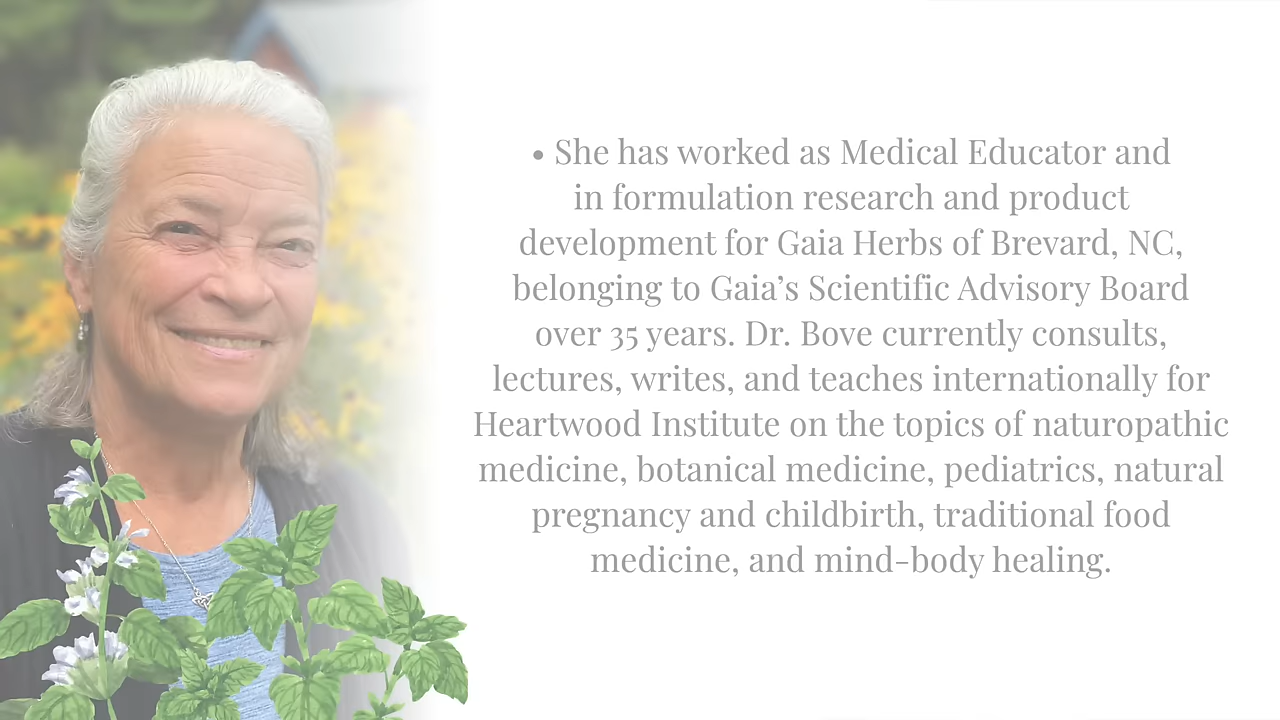 • She has worked as Medical Educator and
in formulation research and product
development for Gaia Herbs of Brevard, NC,
belonging to Gaia’s Scientific Advisory Board
over 35 years. Dr. Bove currently consults,
lectures, writes, and teaches internationally for
Heartwood Institute on the topics of naturopathic
medicine, botanical medicine, pediatrics, natural
pregnancy and childbirth, traditional food
medicine, and mind-body healing.